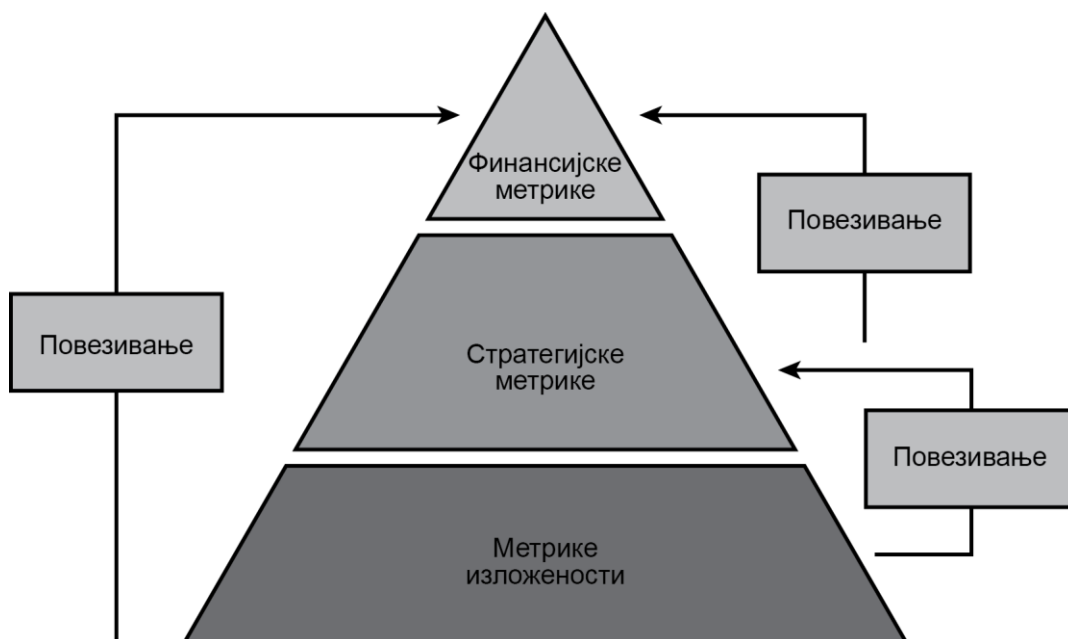 Финансијске
метрике
Повезивање
Повезивање
Стратегијске
метрике
Повезивање
Метрике
изложености